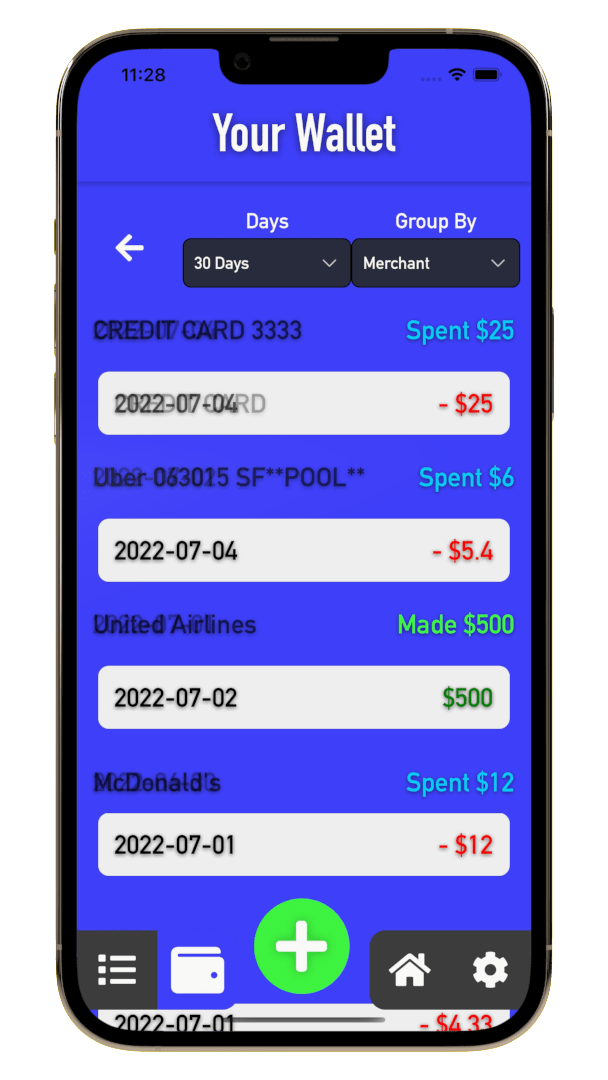 11:28
Your Wallet
Days Group By
30 Days Merchant
CREDIT CARD 3333 Spent $25
2022-07-04 - $25
Uber 063015 SF**POOL** Spent $6
2022-07-04 - $5.4
United Airlines Made $500
2022-07-02 $500
McDonald's Spent $12
2022-07-01 - $12
2022-07-01 - $4.33